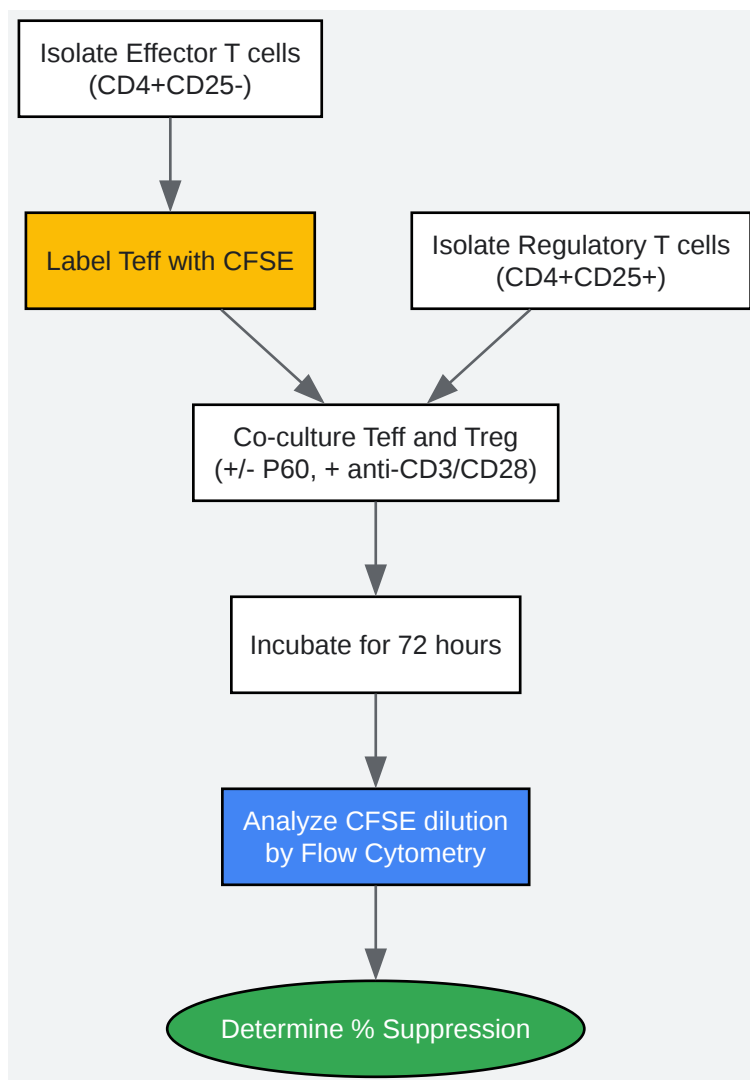 Isolate Effector T cells
(CD4+CD25-)
Label Teff with CFSE
Isolate Regulatory T cells
(CD4+CD25+)
Co-culture Teff and Treg
(+/- P60, + anti-CD3/CD28)
Incubate for 72 hours
Analyze CFSE dilution
by Flow Cytometry
Determine % Suppression